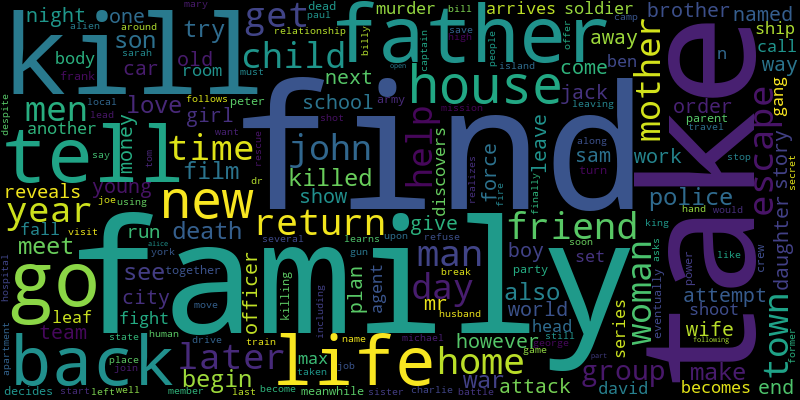 night one named murder arrives soldier brother
mary alien around dead paul relationship bill
kill get father mother take
son try child away ship
body car old room billy save people island offer
men school next come ben call way
frank peter jack n
another love girl house order gang
money tell time find john help
say film killed show discovers force leave sam work escape
reveals young joe using dr rescue
year new return give friend police
fall visit death
meet run go family man boy set woman
see together city officer killing plan agent day mr also world
leaf fight team
back later life home however group town
begin max war attack wife make
decides start left well member last become meanwhile sister charlie battle david becomes end
despite local lead hospital apartment
tom want follows shot army captain high must open
mission realizes finally fire along turn leaving camp
parent travel stop daughter story secret
york alice several learns upon refuse gun break husband
soon party king hand would asks like crew power
attempt shoot eventually former following
state human place join drive train move including
name taken job michael game still george part head series